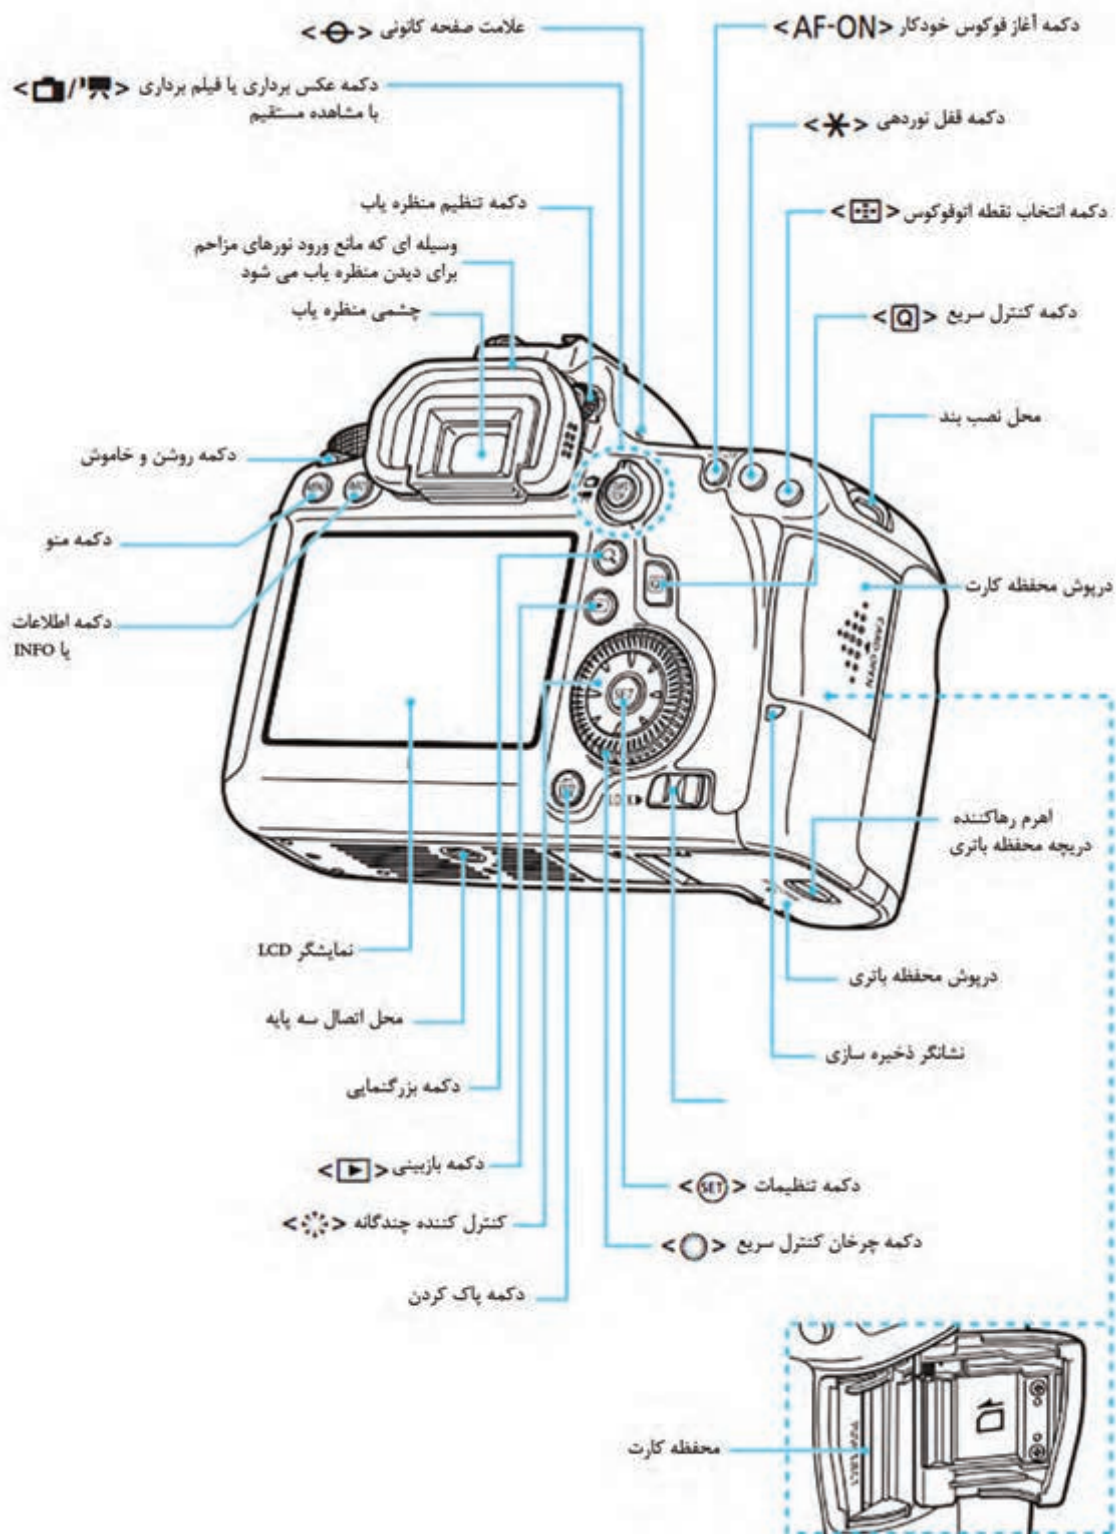 علامت صفحه کانونی
دکمه آغاز فوکوس خودکار <AF-ON>
دکمه عکس برداری یا فیلم برداری
با مشاهده مستقیم
دکمه قفل نوردهی
دکمه تنظیم منظره یاب
دکمه انتخاب نقطه اتوفوکوس
وسیله ای که مانع ورود نورهای مزاحم
برای دیدن منظره یاب می شود
چشمی منظره یاب
دکمه کنترل سریع <Q>
محل نصب بند
دکمه روشن و خاموش
دکمه منو
درپوش محفظه کارت
دکمه اطلاعات
یا INFO
CARD OPEN
SET
اهرم رهاکننده
دریچه محفظه باتری
نمایشگر LCD
درپوش محفظه باتری
محل اتصال سه پایه
نشانگر ذخیره سازی
دکمه بزرگنمایی
دکمه بازبینی
دکمه تنظیمات <SET>
کنترل کننده چندگانه
دکمه چرخان کنترل سریع
دکمه پاک کردن
محفظه کارت